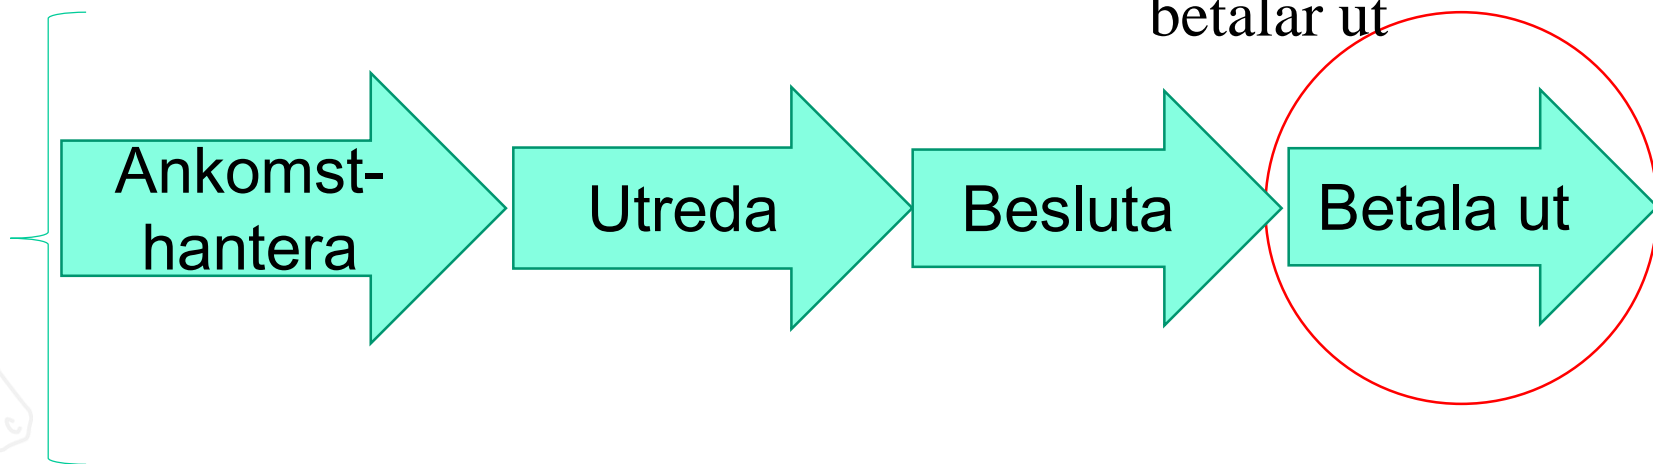 betalar ut
Ankomst-
hantera
Utreda
Besluta
Betala ut